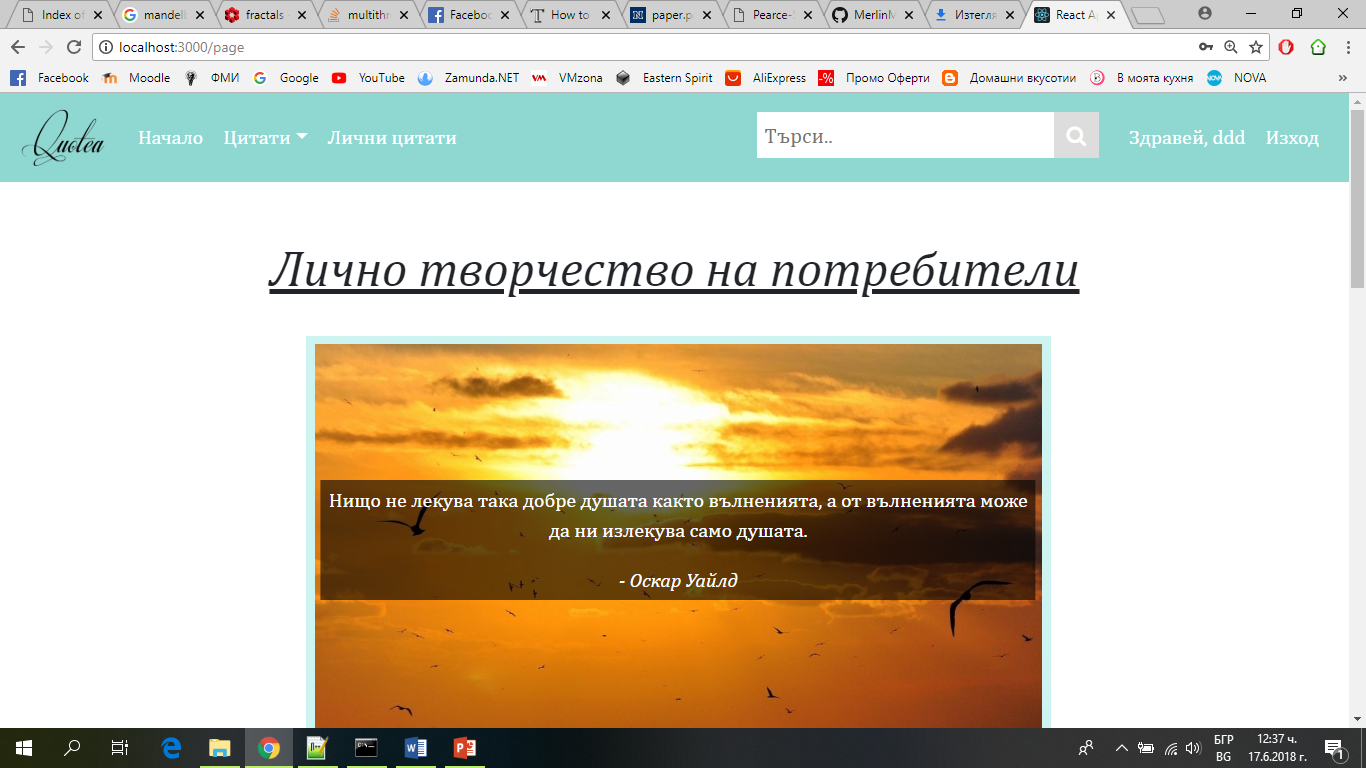 Index of
mandelb
fractals
multithr
Faceboo
How to
paper.p
Pearce-
MerlinM
Изтегля
React A
localhost:3000/page
Facebook Moodle ФМИ Google YouTube Zamunda.NET VMzona Eastern Spirit AliExpress Промо Оферти Домашни вкусотии В моята кухня NOVA »
Quotea
Начало Цитати Лични цитати
Търси..
Здравей, ddd Изход
Лично творчество на потребители
Нищо не лекува така добре душата както вълненията, а от вълненията може
да ни излекува само душата.
- Оскар Уайлд
БГР
BG
12:37 ч.
17.6.2018 г.
1